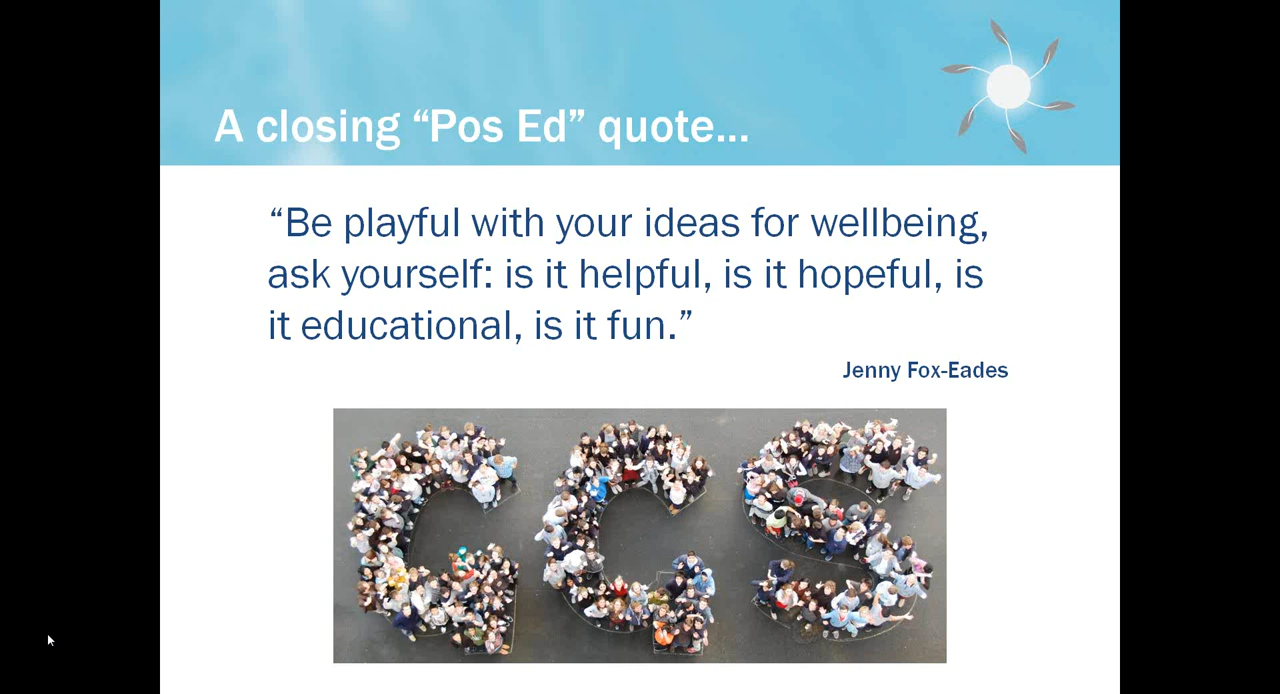 A closing “Pos Ed” quote...
“Be playful with your ideas for wellbeing,
ask yourself: is it helpful, is it hopeful, is
it educational, is it fun.”
Jenny Fox-Eades
GGS